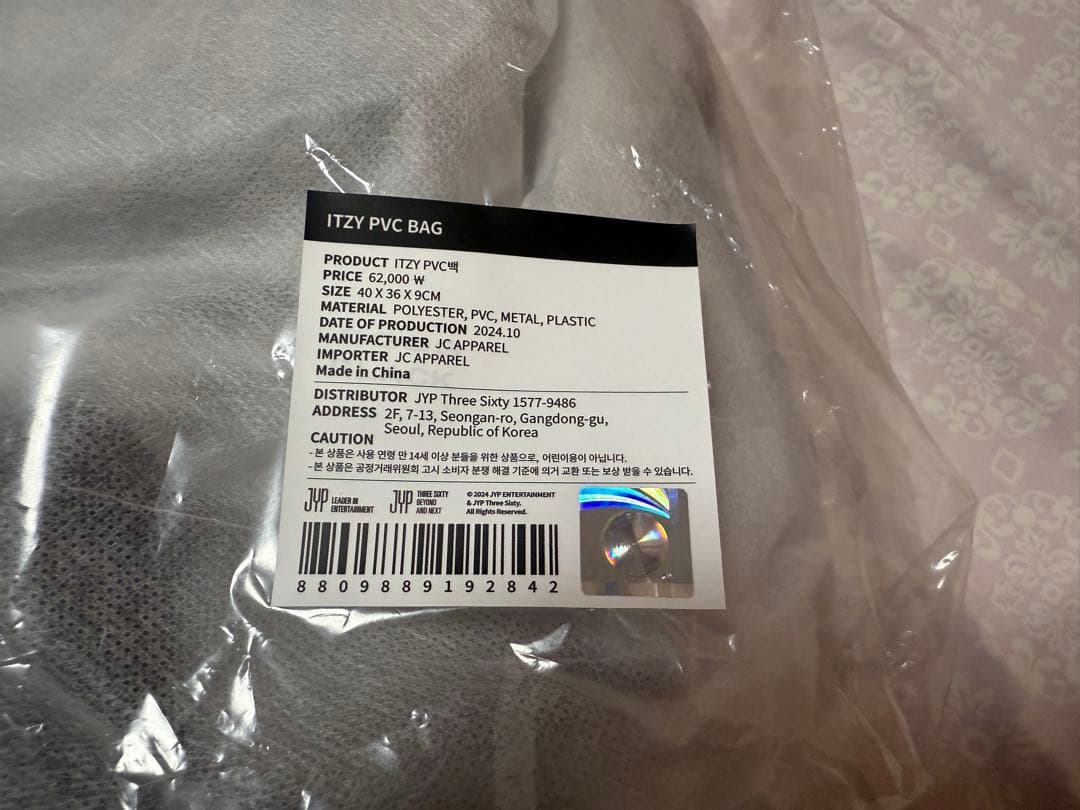 ITZY PVC BAG
PRODUCT ITZY PVC백
PRICE 62,000 ₩
SIZE 40 X 36 X 9CM
MATERIAL POLYESTER, PVC, METAL, PLASTIC
DATE OF PRODUCTION 2024.10
MANUFACTURER JC APPAREL
IMPORTER JC APPAREL
Made in China
DISTRIBUTOR JYP Three Sixty 1577-9486
ADDRESS 2F, 7-13, Seongan-ro, Gangdong-gu,
Seoul, Republic of Korea
CAUTION
- 본 상품은 사용 연령 만 14세 이상 분들을 위한 상품으로, 어린이용이 아닙니다.
- 본 상품은 공정거래위원회 고시 소비자 분쟁 해결 기준에 의거 교환 또는 보상 받을 수 있습니다.
JYP LEADER IN
ENTERTAINMENT
JYP THREE SIXTY
BEYOND
AND NEXT
© 2024 JYP ENTERTAINMENT
& JYP Three Sixty.
All Rights Reserved.
8809889192842